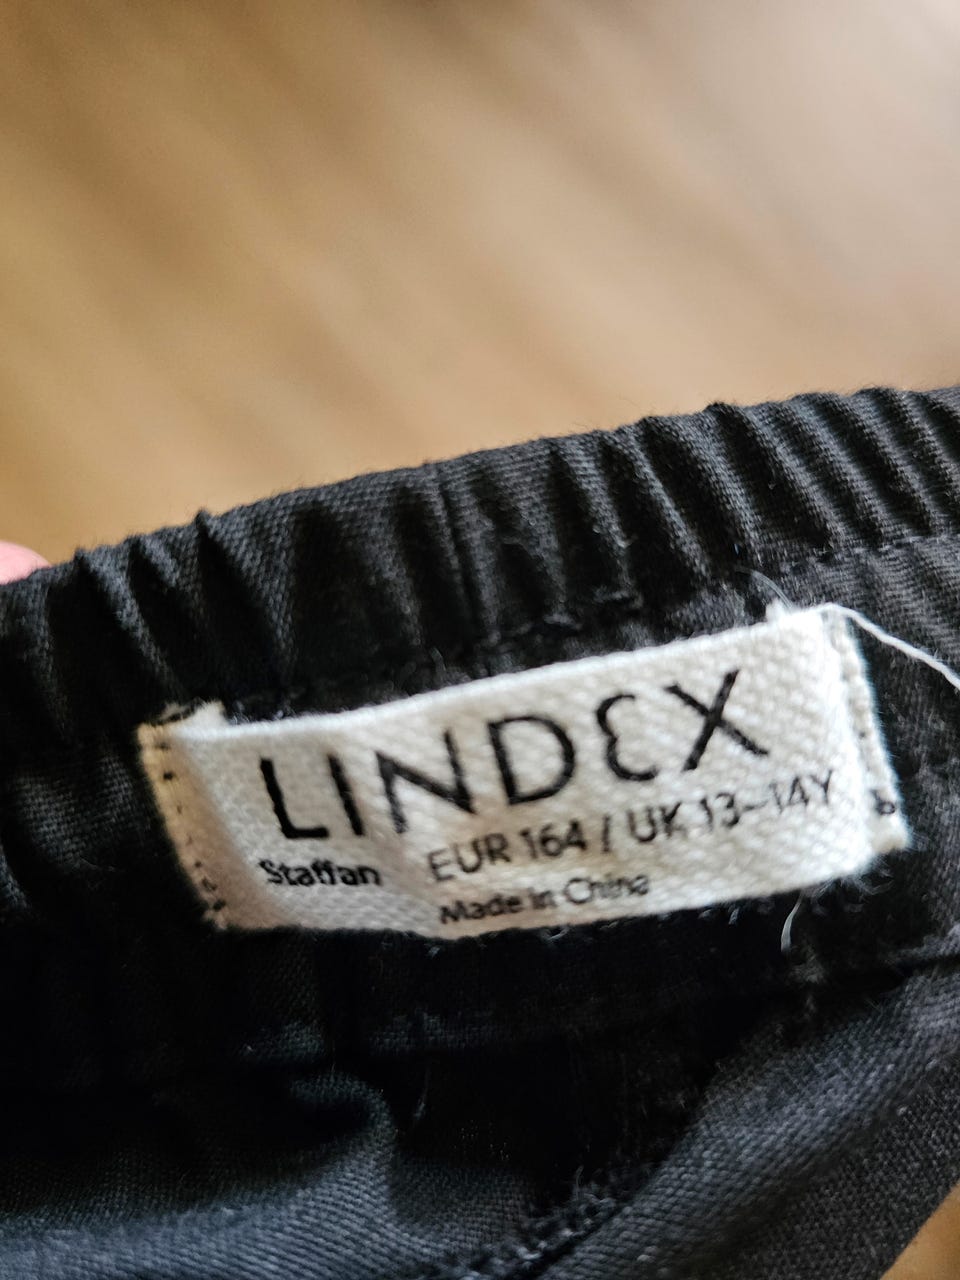 LINDEX
Staffan EUR 164 / UK 13-14Y
Made in China